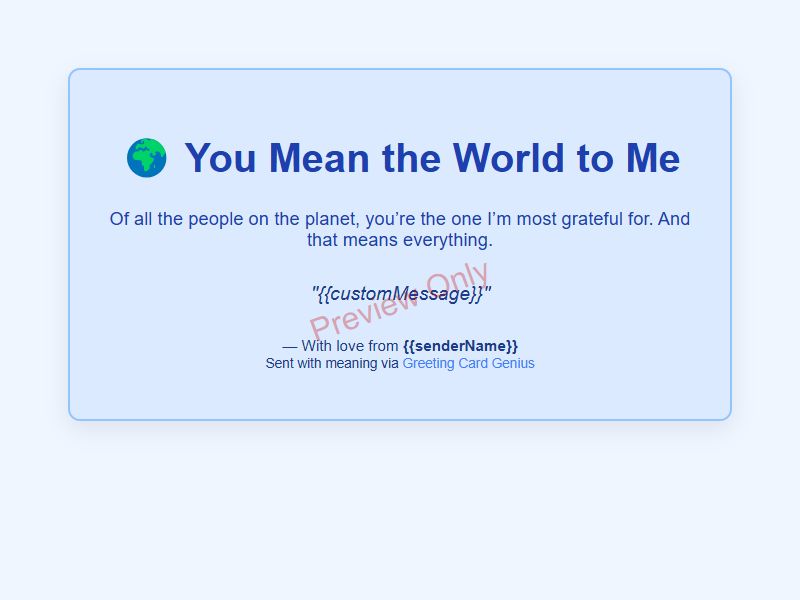 You Mean the World to Me
Of all the people on the planet, you’re the one I’m most grateful for. And
that means everything.
"{{customMessage}}"
Preview Only
— With love from {{senderName}}
Sent with meaning via Greeting Card Genius